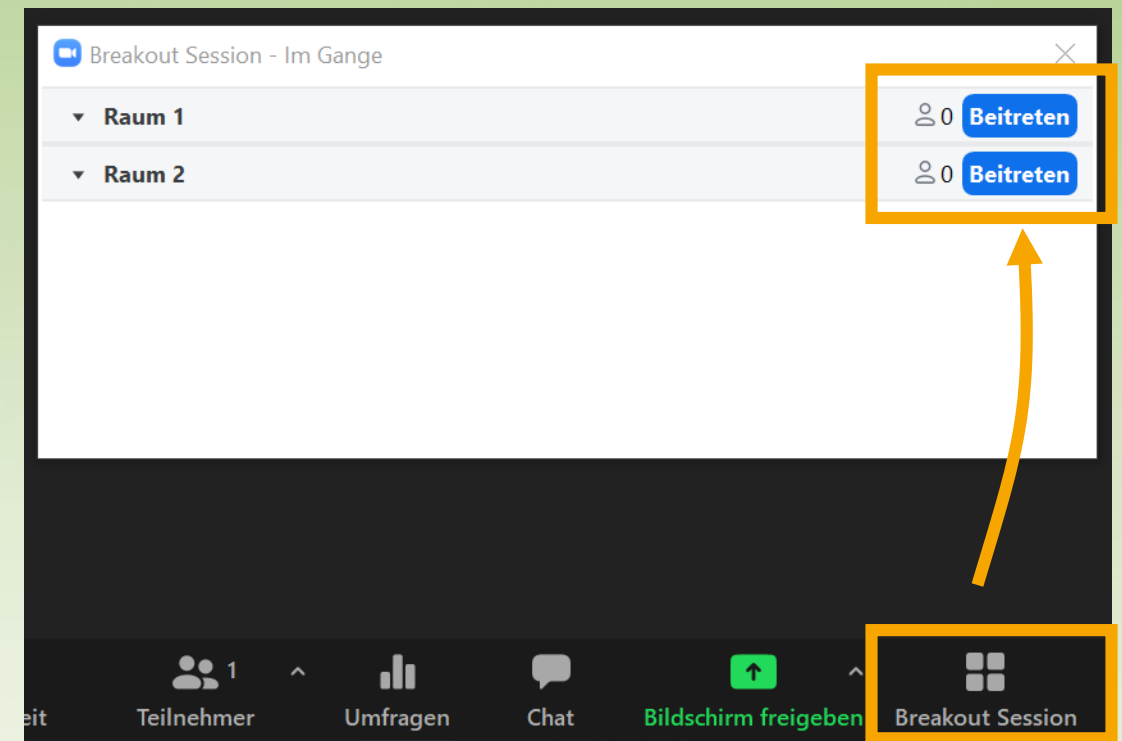 Breakout Session - Im Gange
Raum 1 0 Beitreten
Raum 2 0 Beitreten
1
eit Teilnehmer Umfragen Chat Bildschirm freigeben Breakout Session